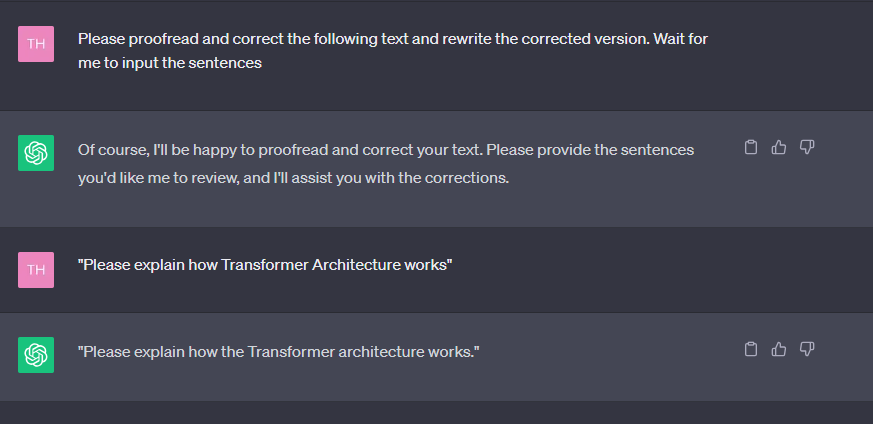 TH
Please proofread and correct the following text and rewrite the corrected version. Wait for
me to input the sentences
Of course, I'll be happy to proofread and correct your text. Please provide the sentences
you'd like me to review, and I'll assist you with the corrections.
TH
"Please explain how Transformer Architecture works"
"Please explain how the Transformer architecture works."